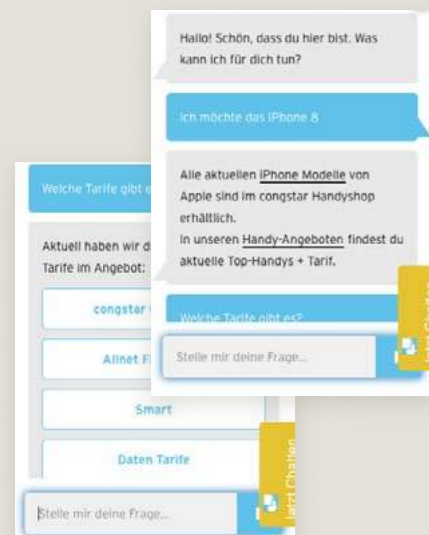 Hallo! Schön, dass du hier bist. Was
kann ich für dich tun?
Ich möchte das iPhone 8
Alle aktuellen iPhone Modelle von
Apple sind im congstar Handyshop
erhältlich.
In unseren Handy-Angeboten findest du
aktuelle Top-Handys + Tarif.
Welche Tarife gibt es?
Stelle mir deine Frage...
Jetzt Chatten
Welche Tarife gibt
Aktuell haben wir
Tarife im Angebot:
congstar
Allnet
Smart
Daten Tarife
Stelle mir deine Frage...
Jetzt Chatten